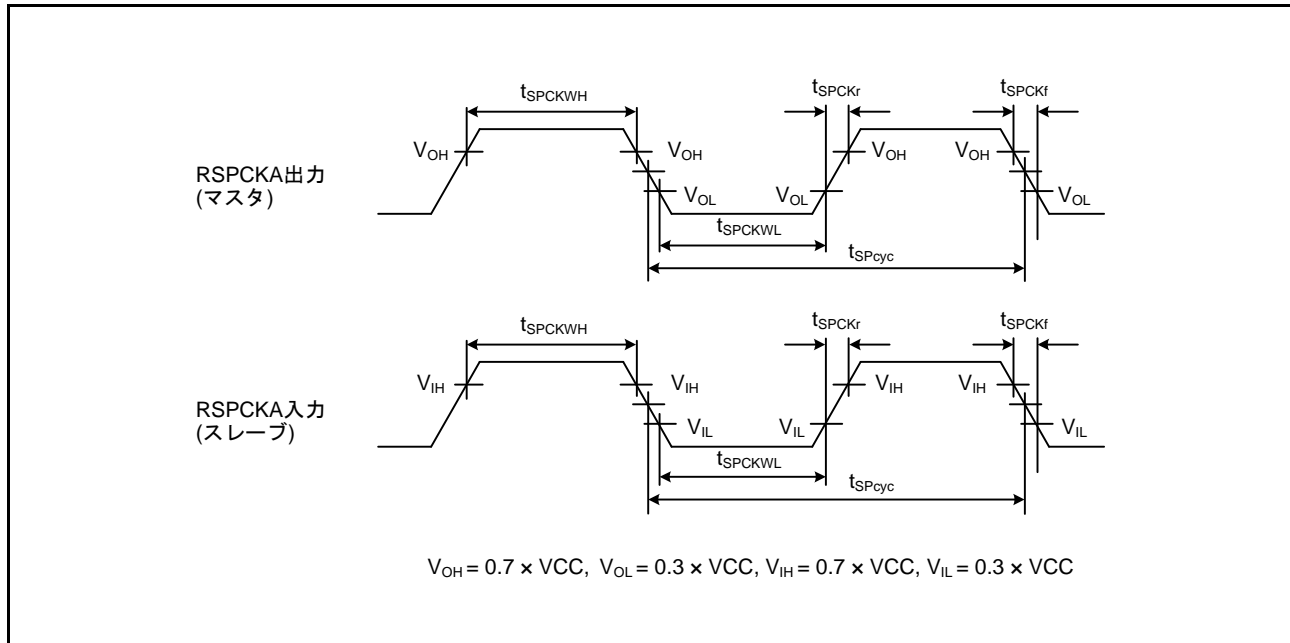 tSPCKWH tSPCKr tSPCKf
VOH VOH VOH VOH
RSPCKA出力
(マスタ)
VOL VOL VOL
tSPCKWL
tSPcyc
tSPCKWH tSPCKr tSPCKf
VIH VIH VIH VIH
RSPCKA入力
(スレーブ)
VIL VIL VIL
tSPCKWL
tSPcyc
VOH = 0.7 × VCC, VOL = 0.3 × VCC, VIH = 0.7 × VCC, VIL = 0.3 × VCC